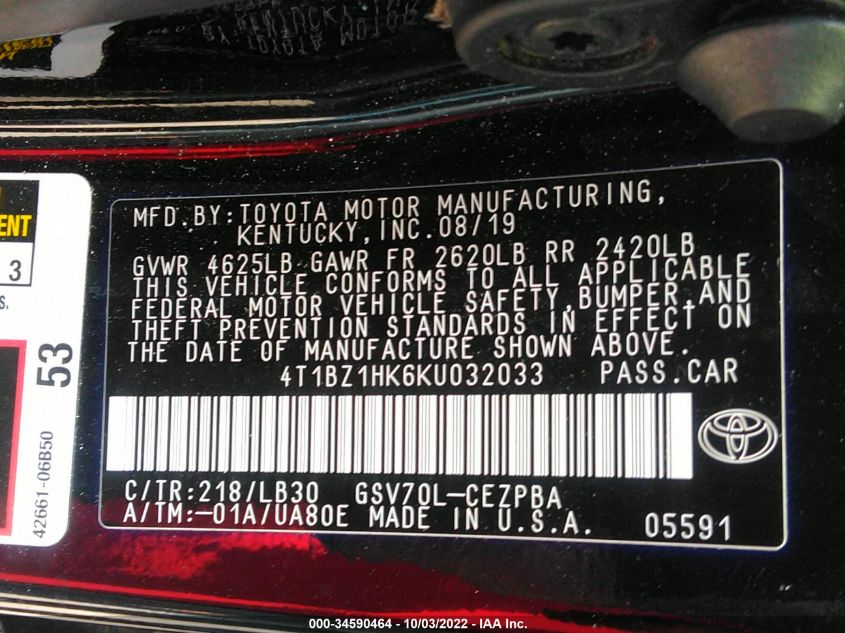 MFD.BY:TOYOTA MOTOR MANUFACTURING,
KENTUCKY,INC.08/19
GVWR 4625LB GAWR FR 2620LB RR 2420LB
THIS VEHICLE CONFORMS TO ALL APPLICABLE
FEDERAL MOTOR VEHICLE SAFETY,BUMPER,AND
THEFT PREVENTION STANDARDS IN EFFECT ON
THE DATE OF MANUFACTURE SHOWN ABOVE.
4T1BZ1HK6KU032033 PASS.CAR
C/TR:218/LB30 GSV70L-CEZPBA
A/TM:-01A/UA80E MADE IN U.S.A. 05591
3
S.
53
42661-06B50
000-34590464 - 10/03/2022 - IAA Inc.